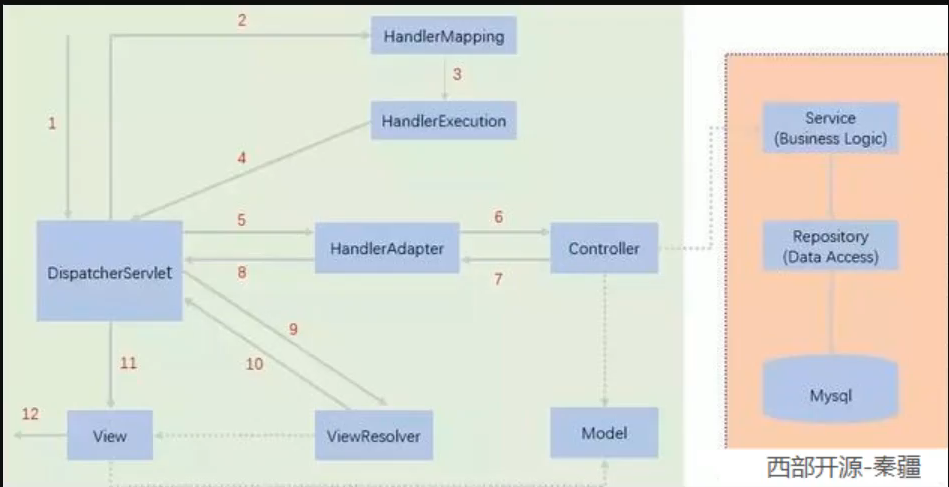 2
HandlerMapping
3
1
HandlerExecution
Service
(Business Logic)
4
5
6
DispatcherServlet
HandlerAdapter
Controller
Repository
(Data Access)
8
7
9
10
11
12
View
ViewResolver
Model
Mysql
西部开源-秦疆